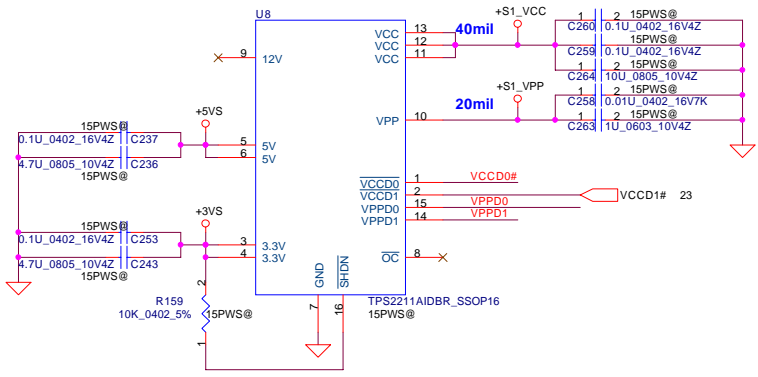 U8
+S1_VCC
40mil
VCC 13
VCC 12
VCC 11
9 12V
1 2 15PWS@
C260 0.1U_0402_16V4Z
1 2 15PWS@
C259 0.1U_0402_16V4Z
1 2 15PWS@
C264 10U_0805_10V4Z
1 2 15PWS@
C258 0.01U_0402_16V7K
1 2 15PWS@
C263 1U_0603_10V4Z
+S1_VPP
20mil
VPP 10
+5VS
15PWS@
0.1U_0402_16V4Z C237
4.7U_0805_10V4Z C236
15PWS@
5 5V
6 5V
VCCD0 1 VCCD0#
VCCD1 2 VCCD1# 23
VPPD0 15 VPPD0
VPPD1 14 VPPD1
+3VS
15PWS@
0.1U_0402_16V4Z C253
4.7U_0805_10V4Z C243
15PWS@
3 3.3V
4 3.3V
OC 8
GND
SHDN
7
16
TPS2211AIDBR_SSOP16
15PWS@
2
R159
10K_0402_5% 15PWS@
1